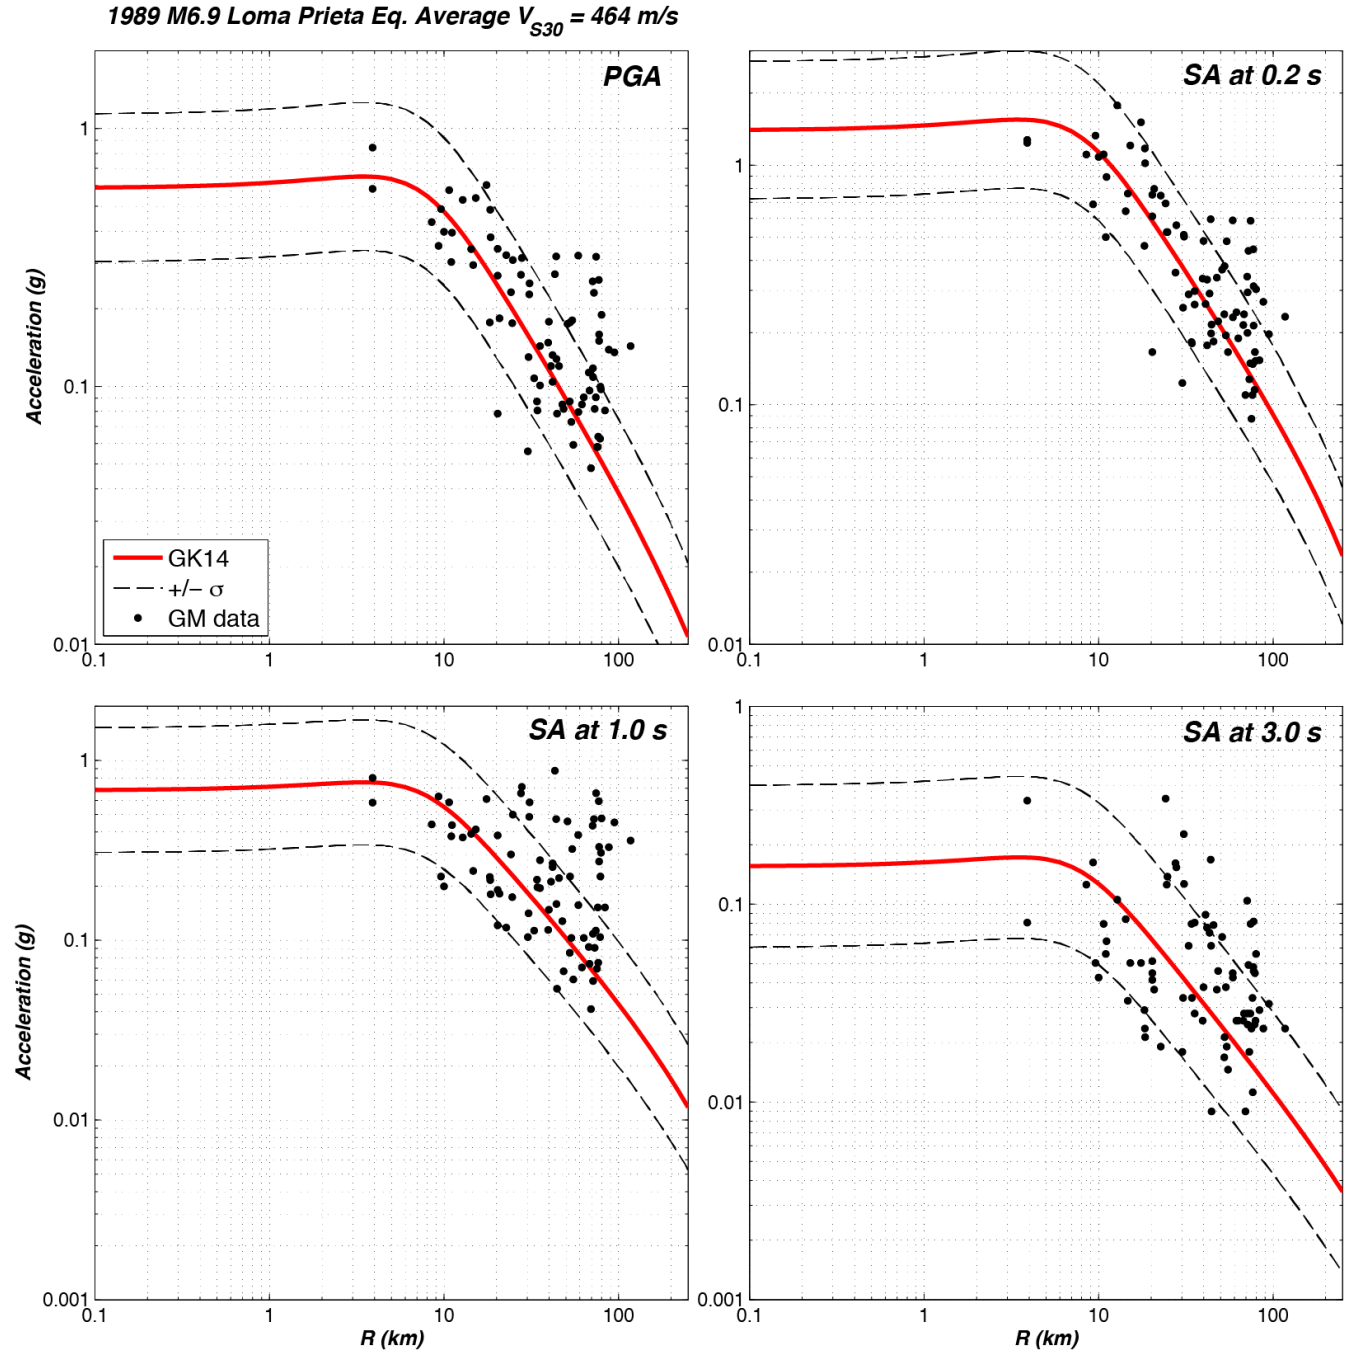 1989 M6.9 Loma Prieta Eq. Average VS30 = 464 m/s
PGA
1
0.1
0.01
Acceleration (g)
GK14
+/− σ
GM data
0.1 1 10 100
SA at 0.2 s
1
0.1
0.01
0.1 1 10 100
SA at 1.0 s
1
0.1
0.01
0.001
Acceleration (g)
0.1 1 10 100
R (km)
SA at 3.0 s
1
0.1
0.01
0.001
0.1 1 10 100
R (km)